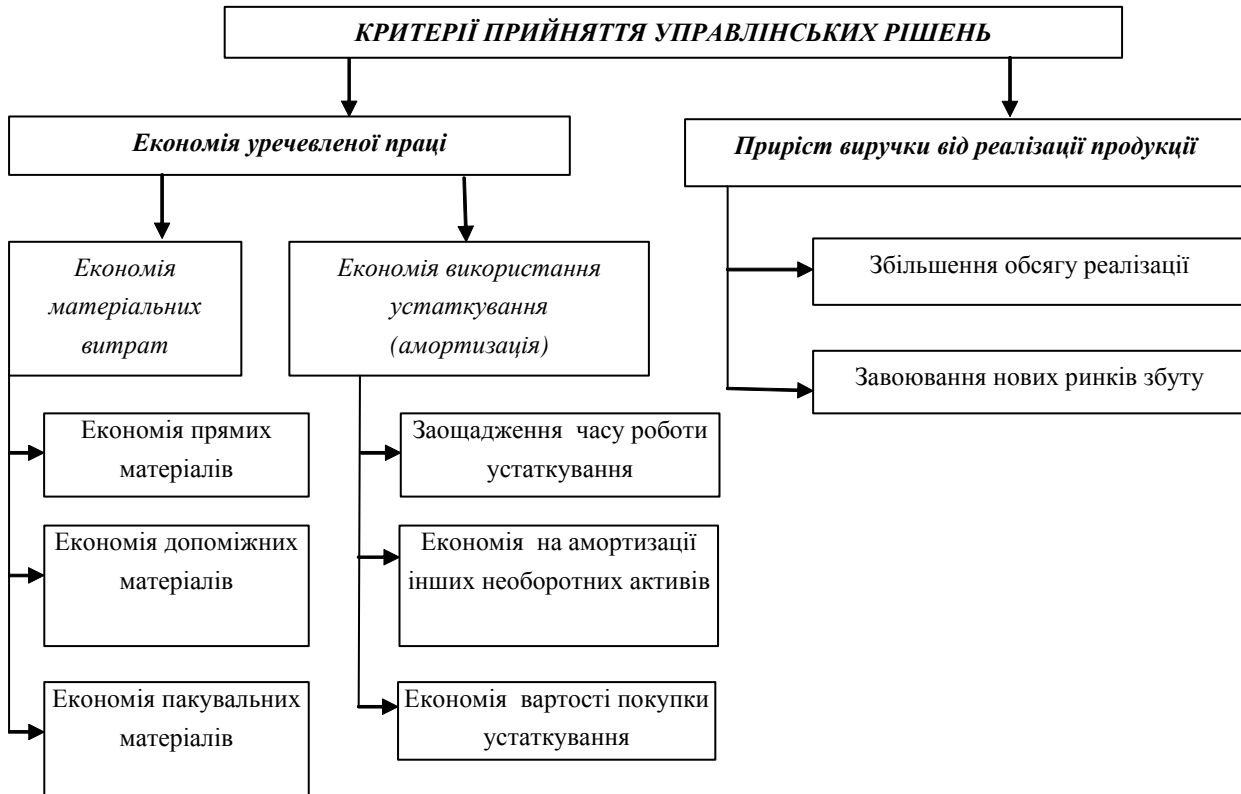 КРИТЕРІЇ ПРИЙНЯТТЯ УПРАВЛІНСЬКИХ РІШЕНЬ
Економія уречевленої праці
Приріст виручки від реалізації продукції
Економія
матеріальних
витрат
Економія використання
устаткування
(амортизація)
Збільшення обсягу реалізації
Завоювання нових ринків збуту
Економія прямих
матеріалів
Економія допоміжних
матеріалів
Економія пакувальних
матеріалів
Заощадження часу роботи
устаткування
Економія на амортизації
інших необоротних активів
Економія вартості покупки
устаткування